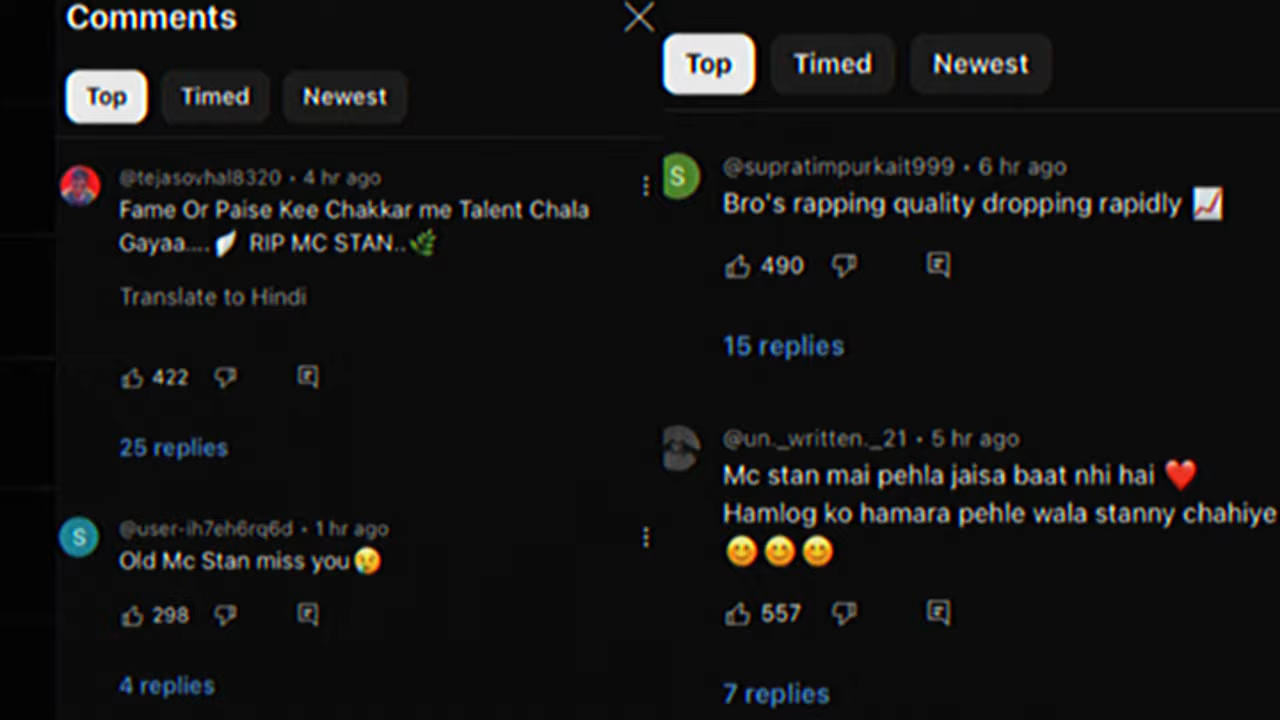 Comments
Top Timed Newest
@tejasovhal8320 • 4 hr ago
Fame Or Paise Kee Chakkar me Talent Chala
Gayaa....🪶 RIP MC STAN..🌿
Translate to Hindi
422
25 replies
@user-ih7eh6rq6d • 1 hr ago
S
Old Mc Stan miss you😢
298
4 replies
Top Timed Newest
@supratimpurkait999 • 6 hr ago
S
Bro's rapping quality dropping rapidly 📈
490
15 replies
@un._written._21 • 5 hr ago
Mc stan mai pehla jaisa baat nhi hai ❤️
Hamlog ko hamara pehle wala stanny chahiye
😊😊😊
557
7 replies